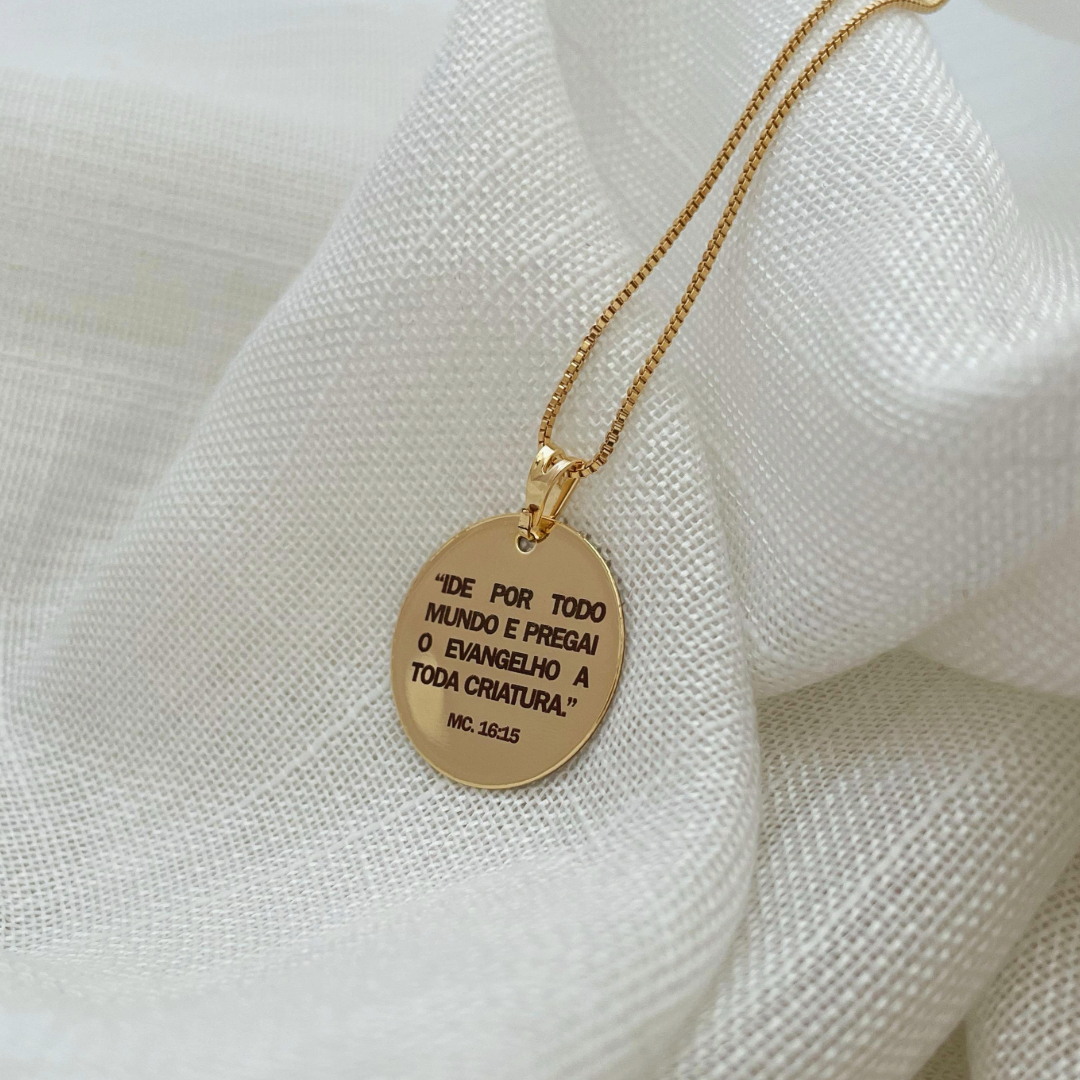 “IDE POR TODO
MUNDO E PREGAI
O EVANGELHO A
TODA CRIATURA.”
MC. 16:15